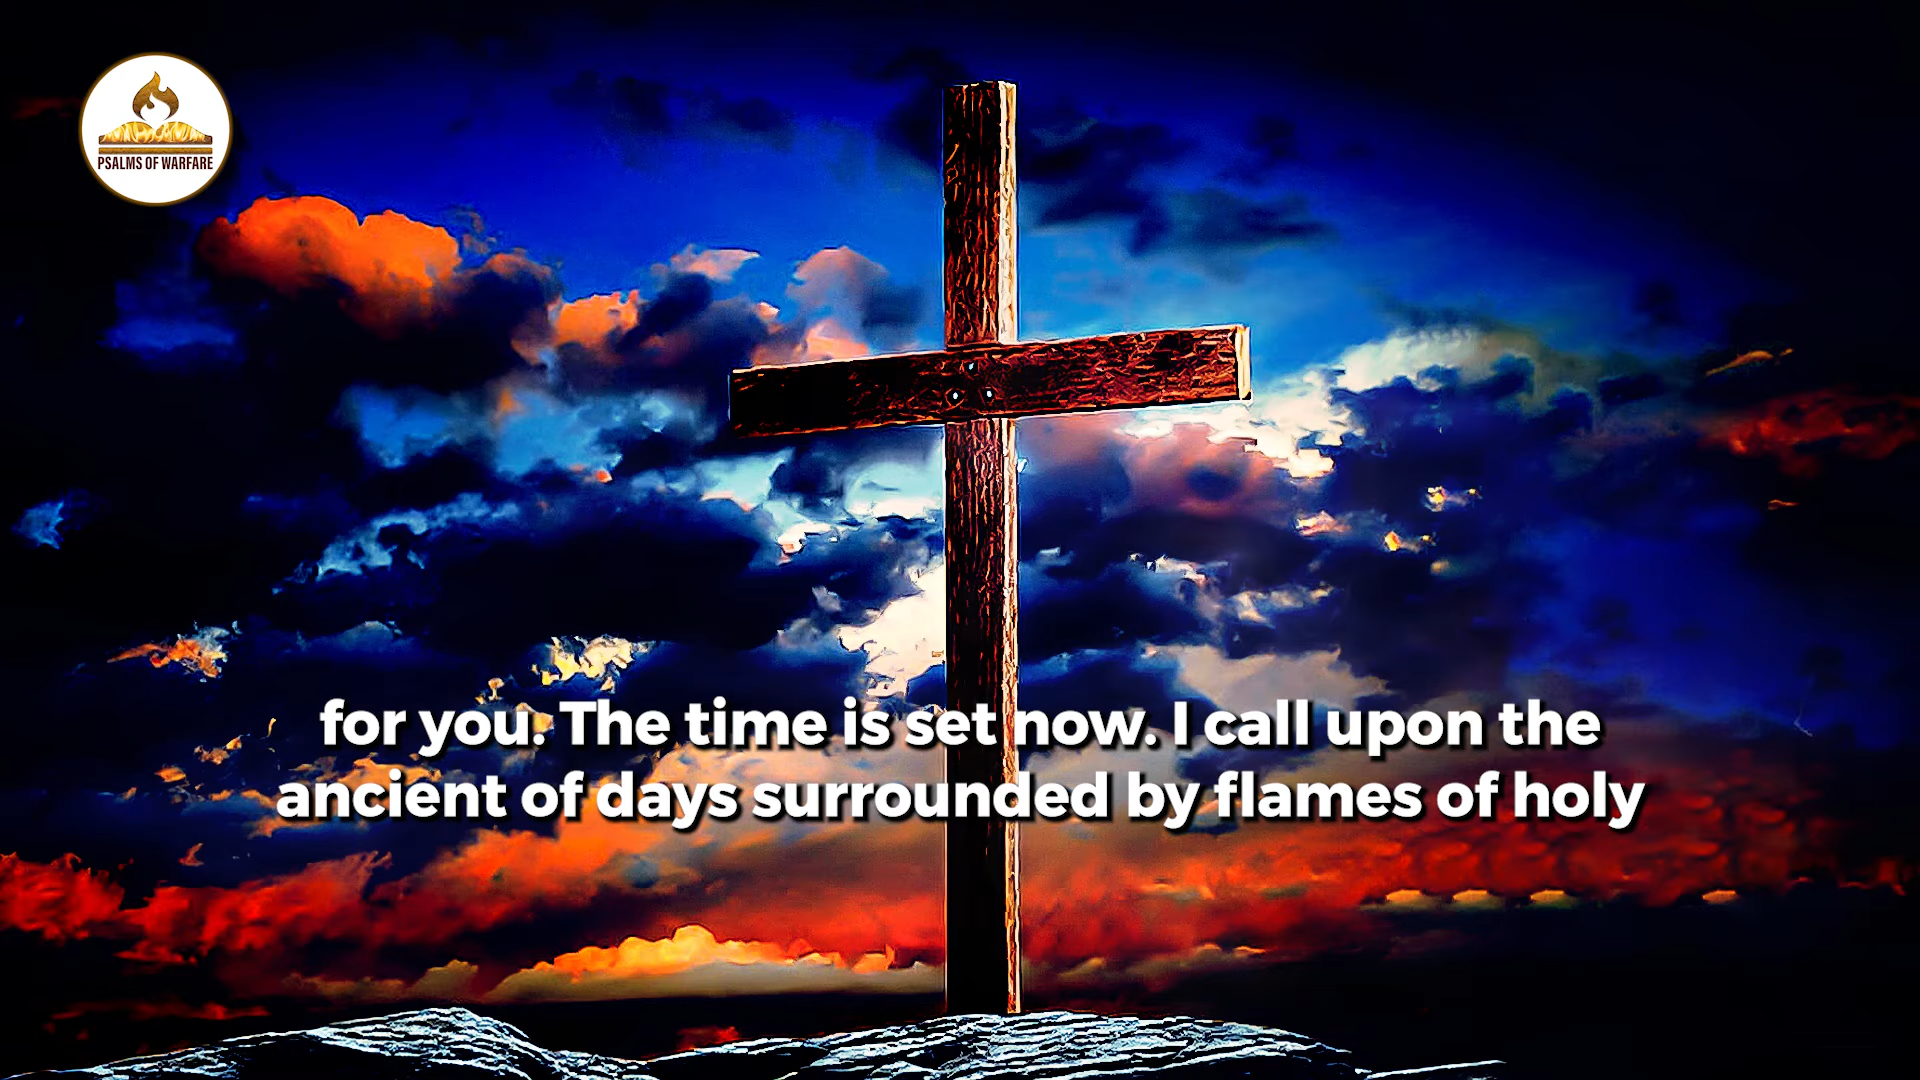 PSALMS OF WARFARE
for you. The time is set now. I call upon the
ancient of days surrounded by flames of holy